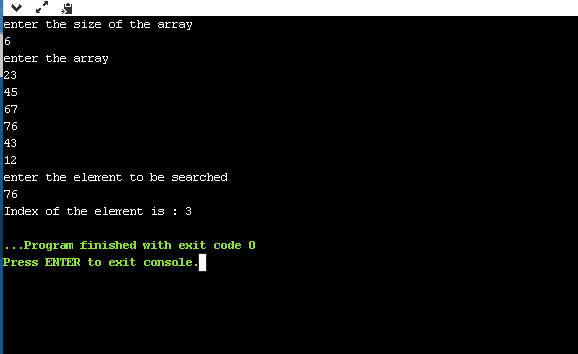 enter the size of the array
6
enter the array
23
45
67
76
43
12
enter the element to be searched
76
Index of the element is : 3
...Program finished with exit code 0
Press ENTER to exit console.